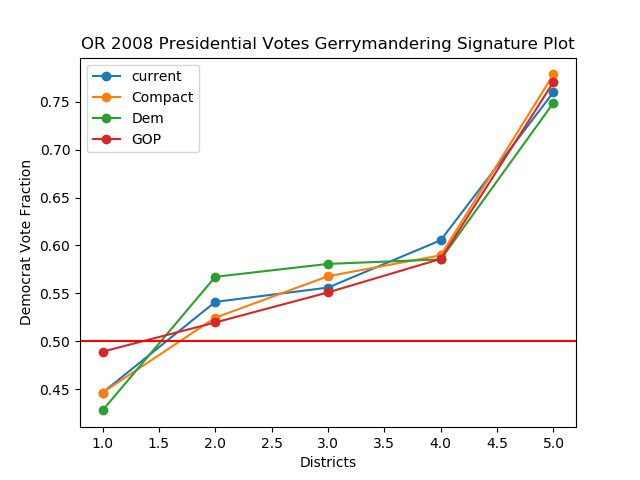 OR 2008 Presidential Votes Gerrymandering Signature Plot
current
Compact
Dem
GOP
Democrat Vote Fraction
0.75
0.70
0.65
0.60
0.55
0.50
0.45
1.0 1.5 2.0 2.5 3.0 3.5 4.0 4.5 5.0
Districts